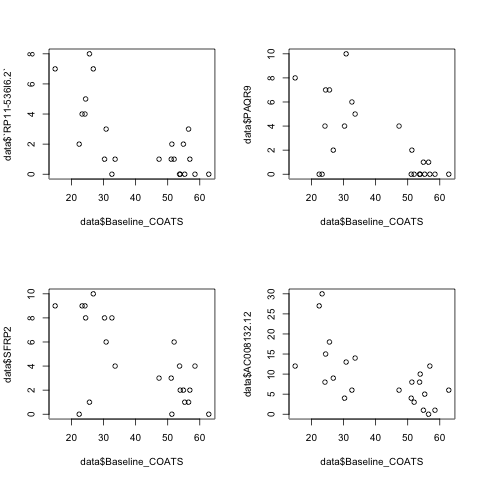 data$`RP11-536I6.2`
8
6
4
2
0
20 30 40 50 60
data$Baseline_COATS
data$PAQR9
10
8
6
4
2
0
20 30 40 50 60
data$Baseline_COATS
data$SFRP2
10
8
6
4
2
0
20 30 40 50 60
data$Baseline_COATS
data$AC008132.12
30
25
20
15
10
5
0
20 30 40 50 60
data$Baseline_COATS